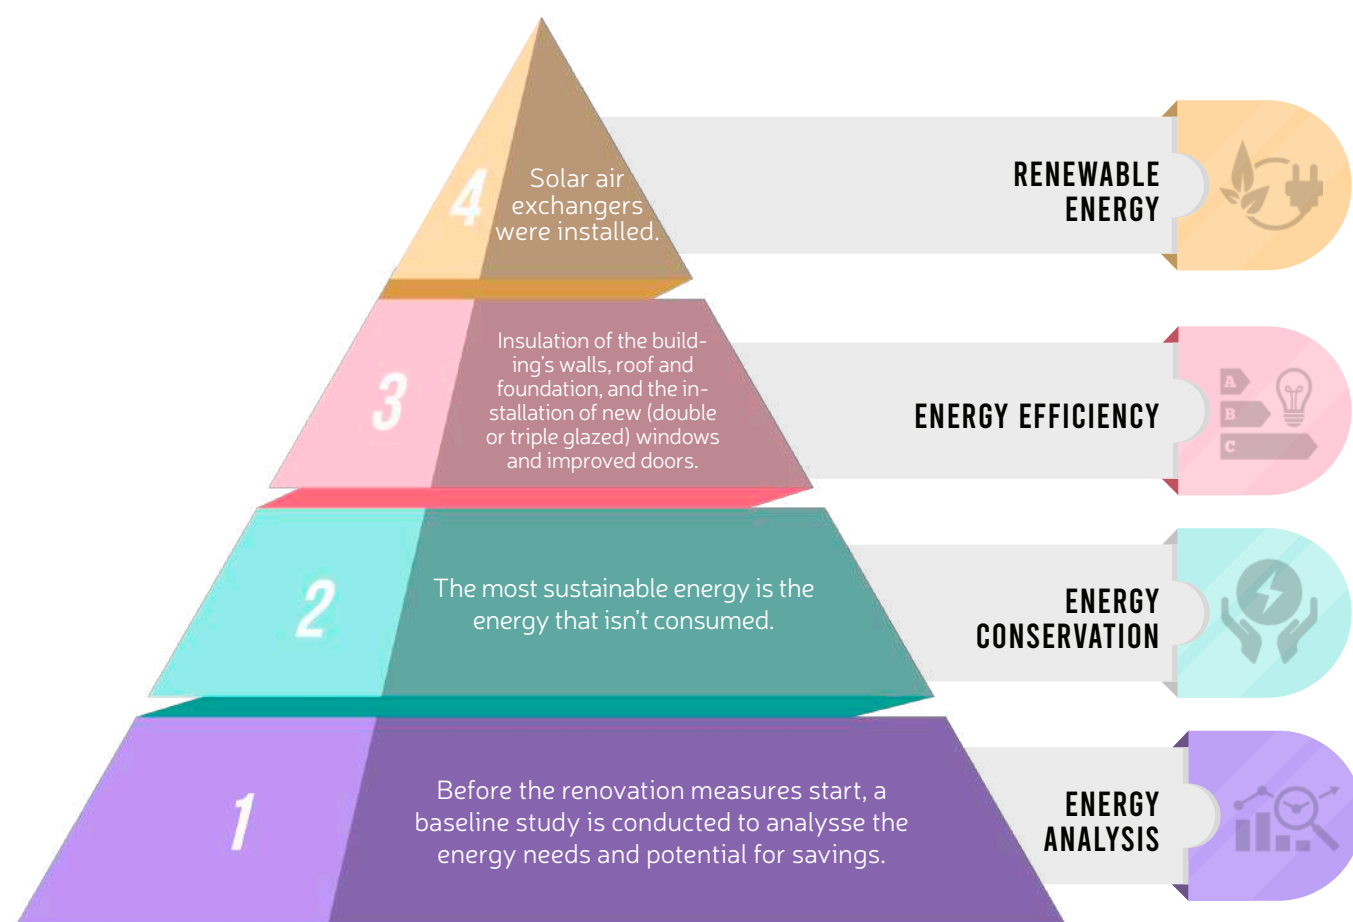 4
Solar air
exchangers
were installed.
RENEWABLE
ENERGY
3
Insulation of the build-
ing's walls, roof and
foundation, and the in-
stallation of new (double
or triple glazed) windows
and improved doors.
ENERGY EFFICIENCY
A
B
C
2
The most sustainable energy is the
energy that isn't consumed.
ENERGY
CONSERVATION
1
Before the renovation measures start, a
baseline study is conducted to analysse the
energy needs and potential for savings.
ENERGY
ANALYSIS